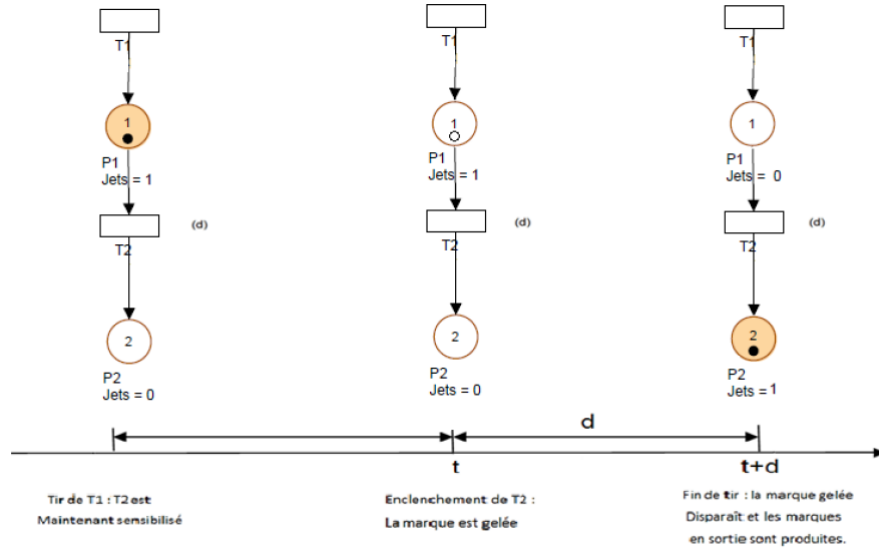 T1
1
P1
Jets = 1
(d)
T2
2
P2
Jets = 0
T1
1
P1
Jets = 1
(d)
T2
2
P2
Jets = 0
T1
1
P1
Jets = 0
(d)
T2
2
P2
Jets = 1
d
t
t+d
Tir de T1 : T2 est
Maintenant sensibilisé
Enclenchement de T2 :
La marque est gelée
Fin de tir : la marque gelée
Disparaît et les marques
en sortie sont produites.